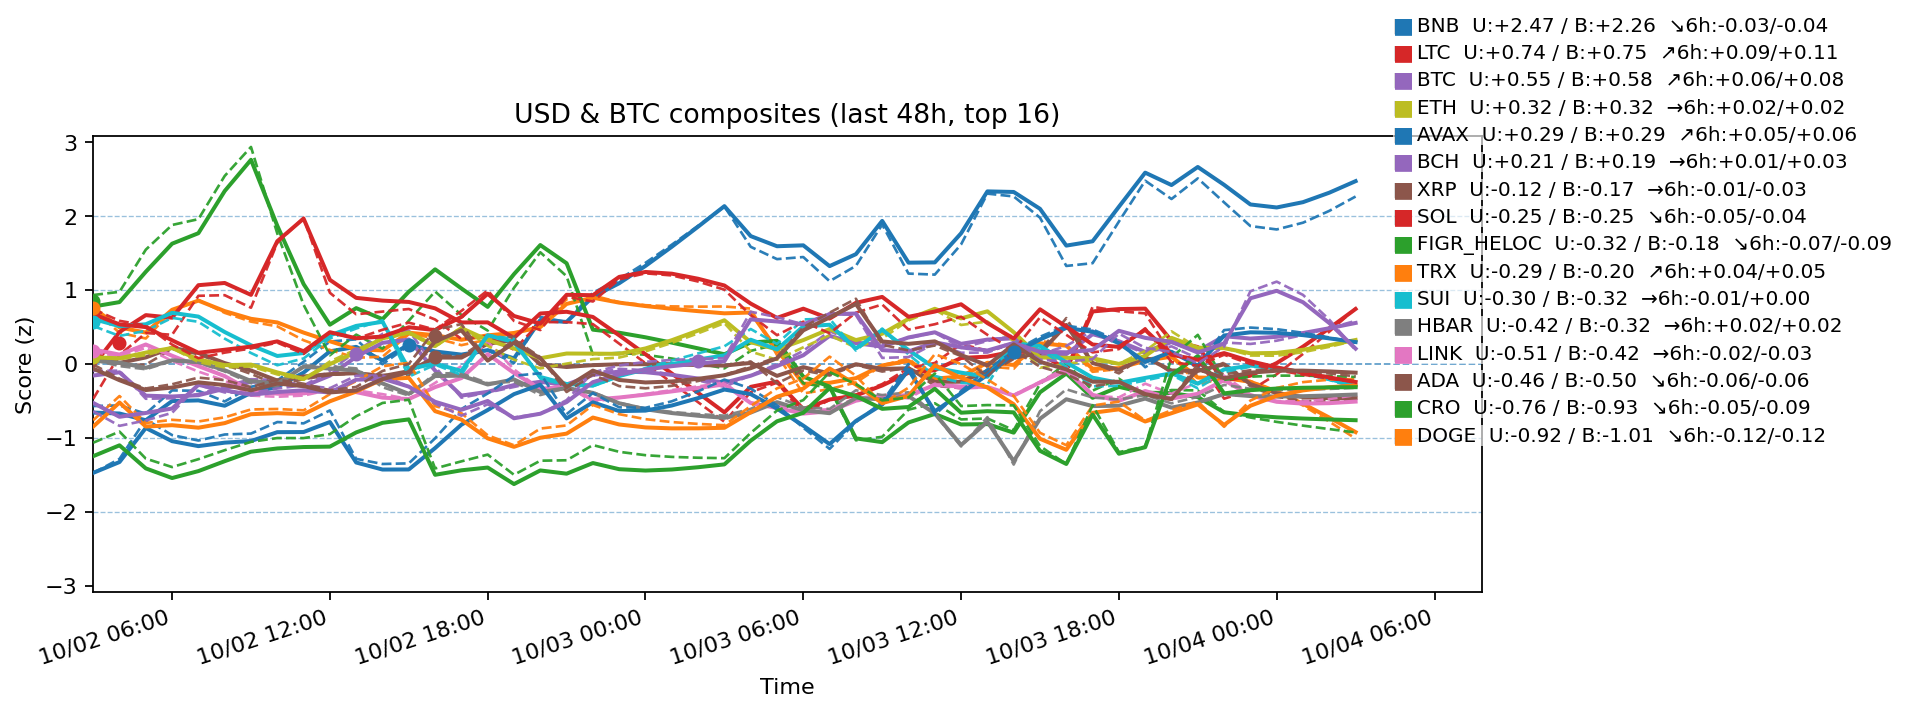 BNB  U:+2.47 / B:+2.26  ↘6h:-0.03/-0.04
LTC  U:+0.74 / B:+0.75  ↗6h:+0.09/+0.11
BTC  U:+0.55 / B:+0.58  ↗6h:+0.06/+0.08
ETH  U:+0.32 / B:+0.32  →6h:+0.02/+0.02
AVAX  U:+0.29 / B:+0.29  ↗6h:+0.05/+0.06
BCH  U:+0.21 / B:+0.19  →6h:+0.01/+0.03
XRP  U:-0.12 / B:-0.17  →6h:-0.01/-0.03
SOL  U:-0.25 / B:-0.25  ↘6h:-0.05/-0.04
FIGR_HELOC  U:-0.32 / B:-0.18  ↘6h:-0.07/-0.09
TRX  U:-0.29 / B:-0.20  ↗6h:+0.04/+0.05
SUI  U:-0.30 / B:-0.32  →6h:-0.01/+0.00
HBAR  U:-0.42 / B:-0.32  →6h:+0.02/+0.02
LINK  U:-0.51 / B:-0.42  →6h:-0.02/-0.03
ADA  U:-0.46 / B:-0.50  ↘6h:-0.06/-0.06
CRO  U:-0.76 / B:-0.93  ↘6h:-0.05/-0.09
DOGE  U:-0.92 / B:-1.01  ↘6h:-0.12/-0.12
USD & BTC composites (last 48h, top 16)
Score (z)
3
2
1
0
−1
−2
−3
10/02 06:00
10/02 12:00
10/02 18:00
10/03 00:00
10/03 06:00
10/03 12:00
10/03 18:00
10/04 00:00
10/04 06:00
Time